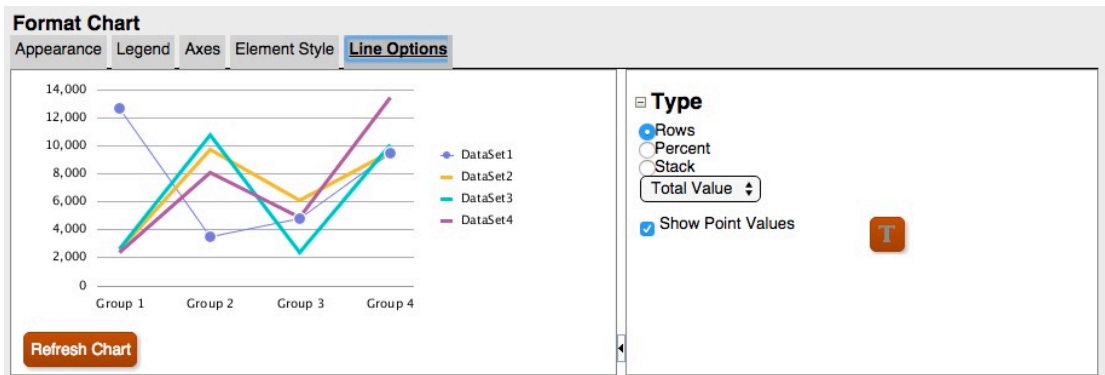 Format Chart
Appearance Legend Axes Element Style Line Options
14,000
12,000
10,000
8,000
6,000
4,000
2,000
0
Group 1 Group 2 Group 3 Group 4
DataSet1
DataSet2
DataSet3
DataSet4
Refresh Chart
Type
Rows
Percent
Stack
Total Value
Show Point Values
T